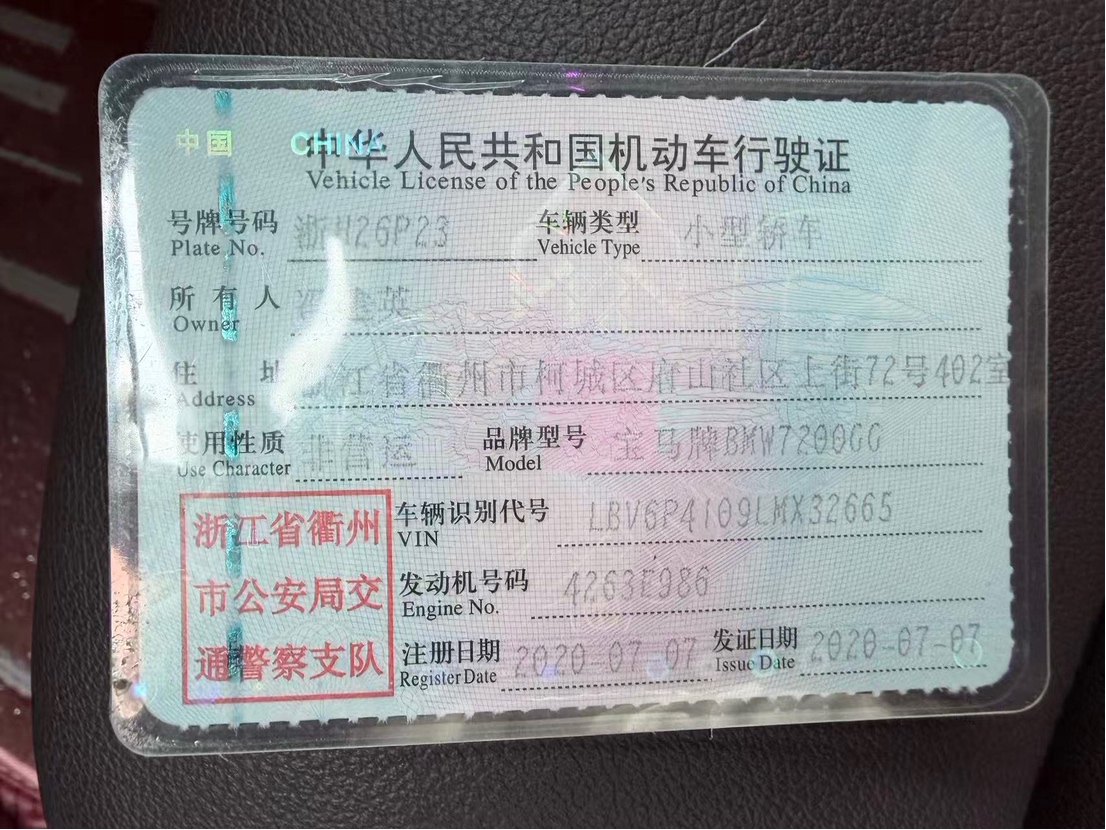 中国 CHINA
中华人民共和国机动车行驶证
Vehicle License of the People's Republic of China
号牌号码 浙H26P23 车辆类型 小型轿车
Plate No. Vehicle Type
所有人 英
Owner
住址 浙江省衢州市柯城区府山社区上街72号402室
Address
使用性质 非营运 品牌型号 宝马牌BMW7200GG
Use Character Model
浙江省衢州
市公安局交
通警察支队
车辆识别代号 LBV6P4109LMX32665
VIN
发动机号码 4263E986
Engine No.
注册日期 2020-07-07 发证日期 2020-07-07
Register Date Issue Date